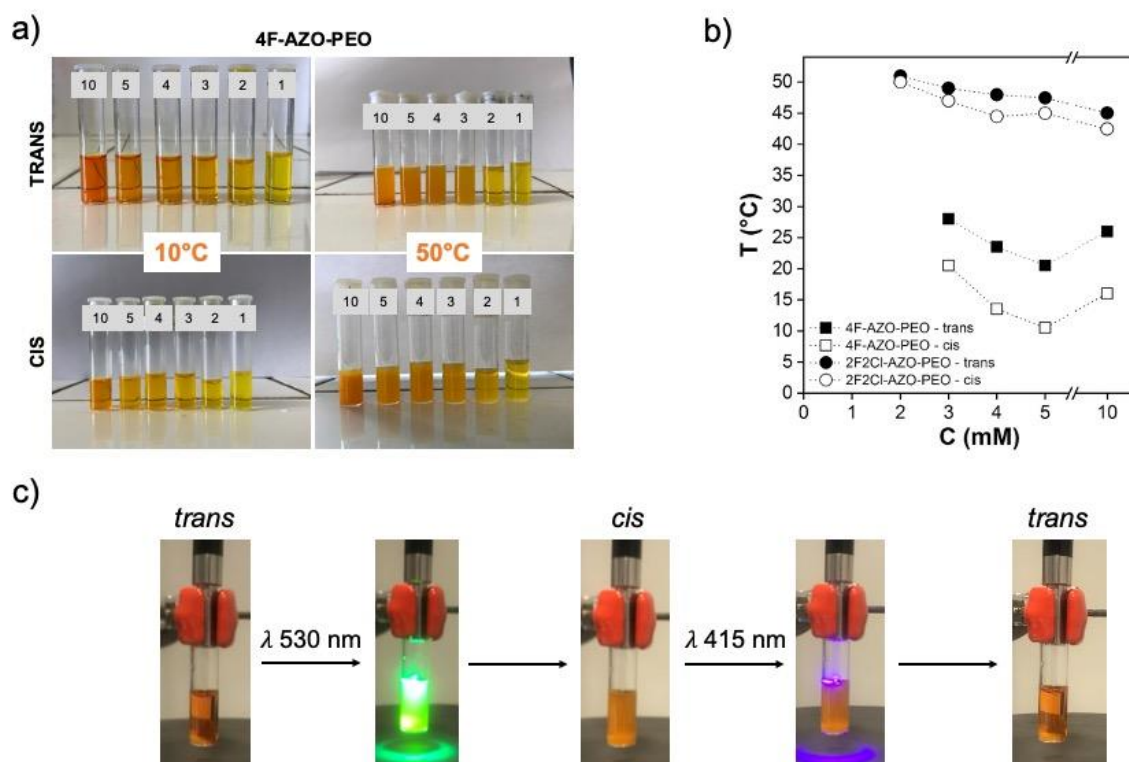 a)
4F-AZO-PEO
TRANS
10 5 4 3 2 1
10 5 4 3 2 1
10°C
50°C
CIS
10 5 4 3 2 1
10 5 4 3 2 1
b)
T (°C)
50
45
40
35
30
25
20
15
10
5
0
4F-AZO-PEO - trans
4F-AZO-PEO - cis
2F2Cl-AZO-PEO - trans
2F2Cl-AZO-PEO - cis
0 1 2 3 4 5 10
C (mM)
c)
trans
cis
trans
λ 530 nm
λ 415 nm